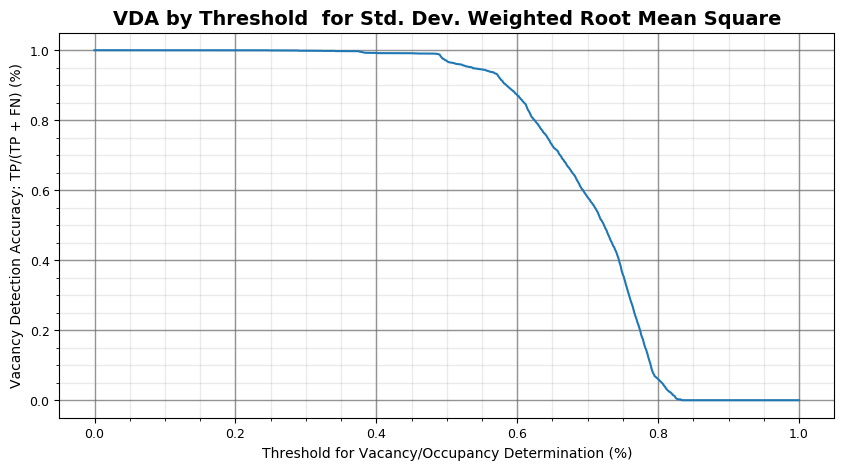 VDA by Threshold  for Std. Dev. Weighted Root Mean Square
Vacancy Detection Accuracy: TP/(TP + FN) (%)
1.0
0.8
0.6
0.4
0.2
0.0
0.0 0.2 0.4 0.6 0.8 1.0
Threshold for Vacancy/Occupancy Determination (%)